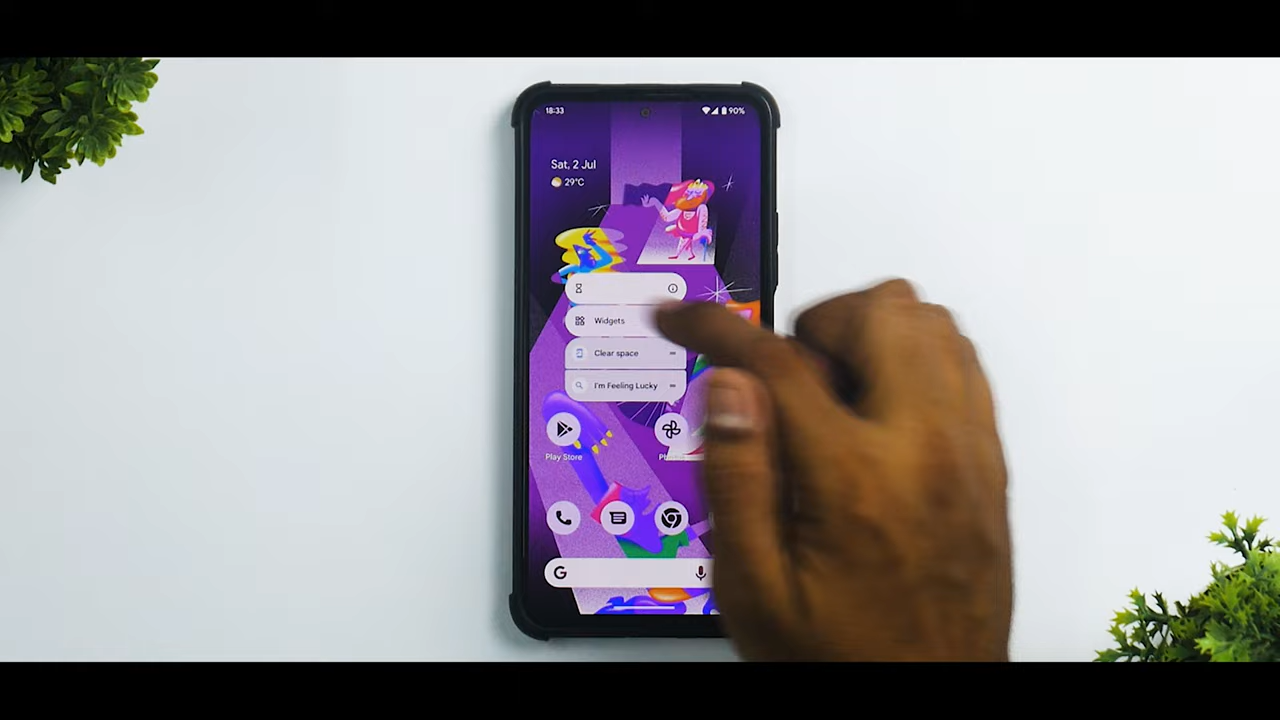 18:33
90%
Sat, 2 Jul
29°C
Widgets
Clear space
I'm Feeling Lucky
Play Store
G